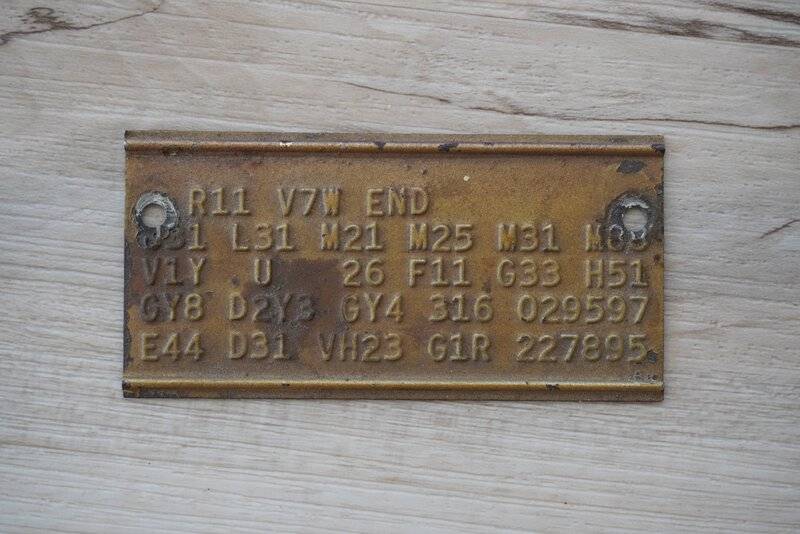 R11 V7W END
L31 M21 M25 M31
V1Y U 26 F11 G33 H51
GY8 D2Y3 GY4 316 029597
E44 D31 VH23 G1R 227895